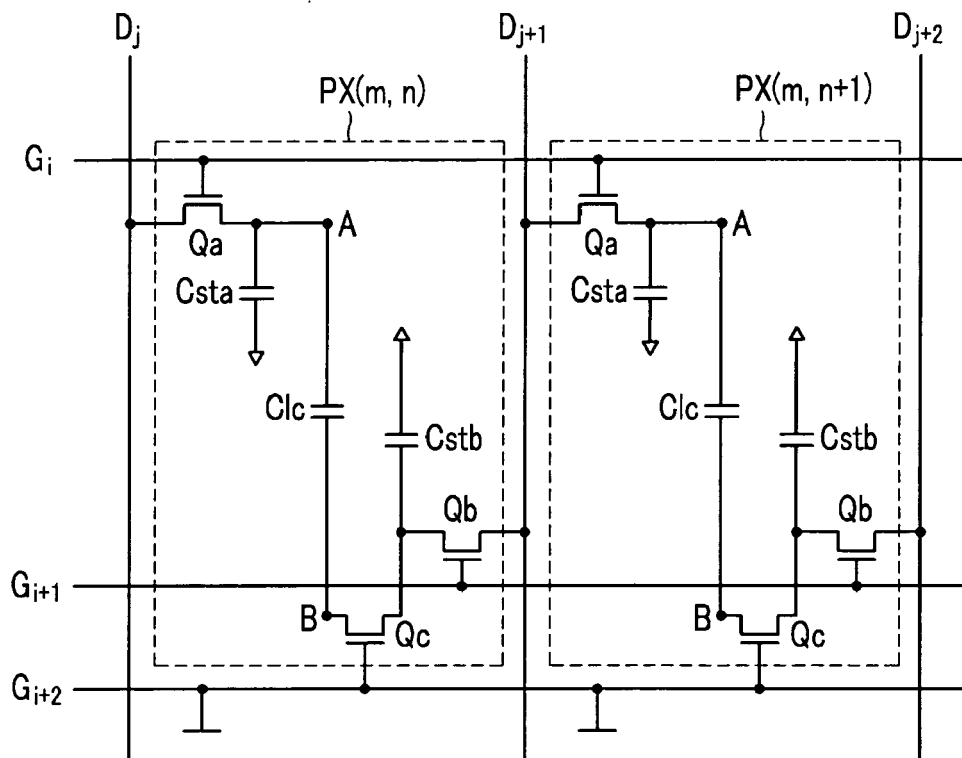 Dj Dj+1 Dj+2
PX(m, n) PX(m, n+1)
Gi
A A
Qa Qa
Csta Csta
Clc Clc
Cstb Cstb
Qb Qb
Gi+1
B B
Qc Qc
Gi+2